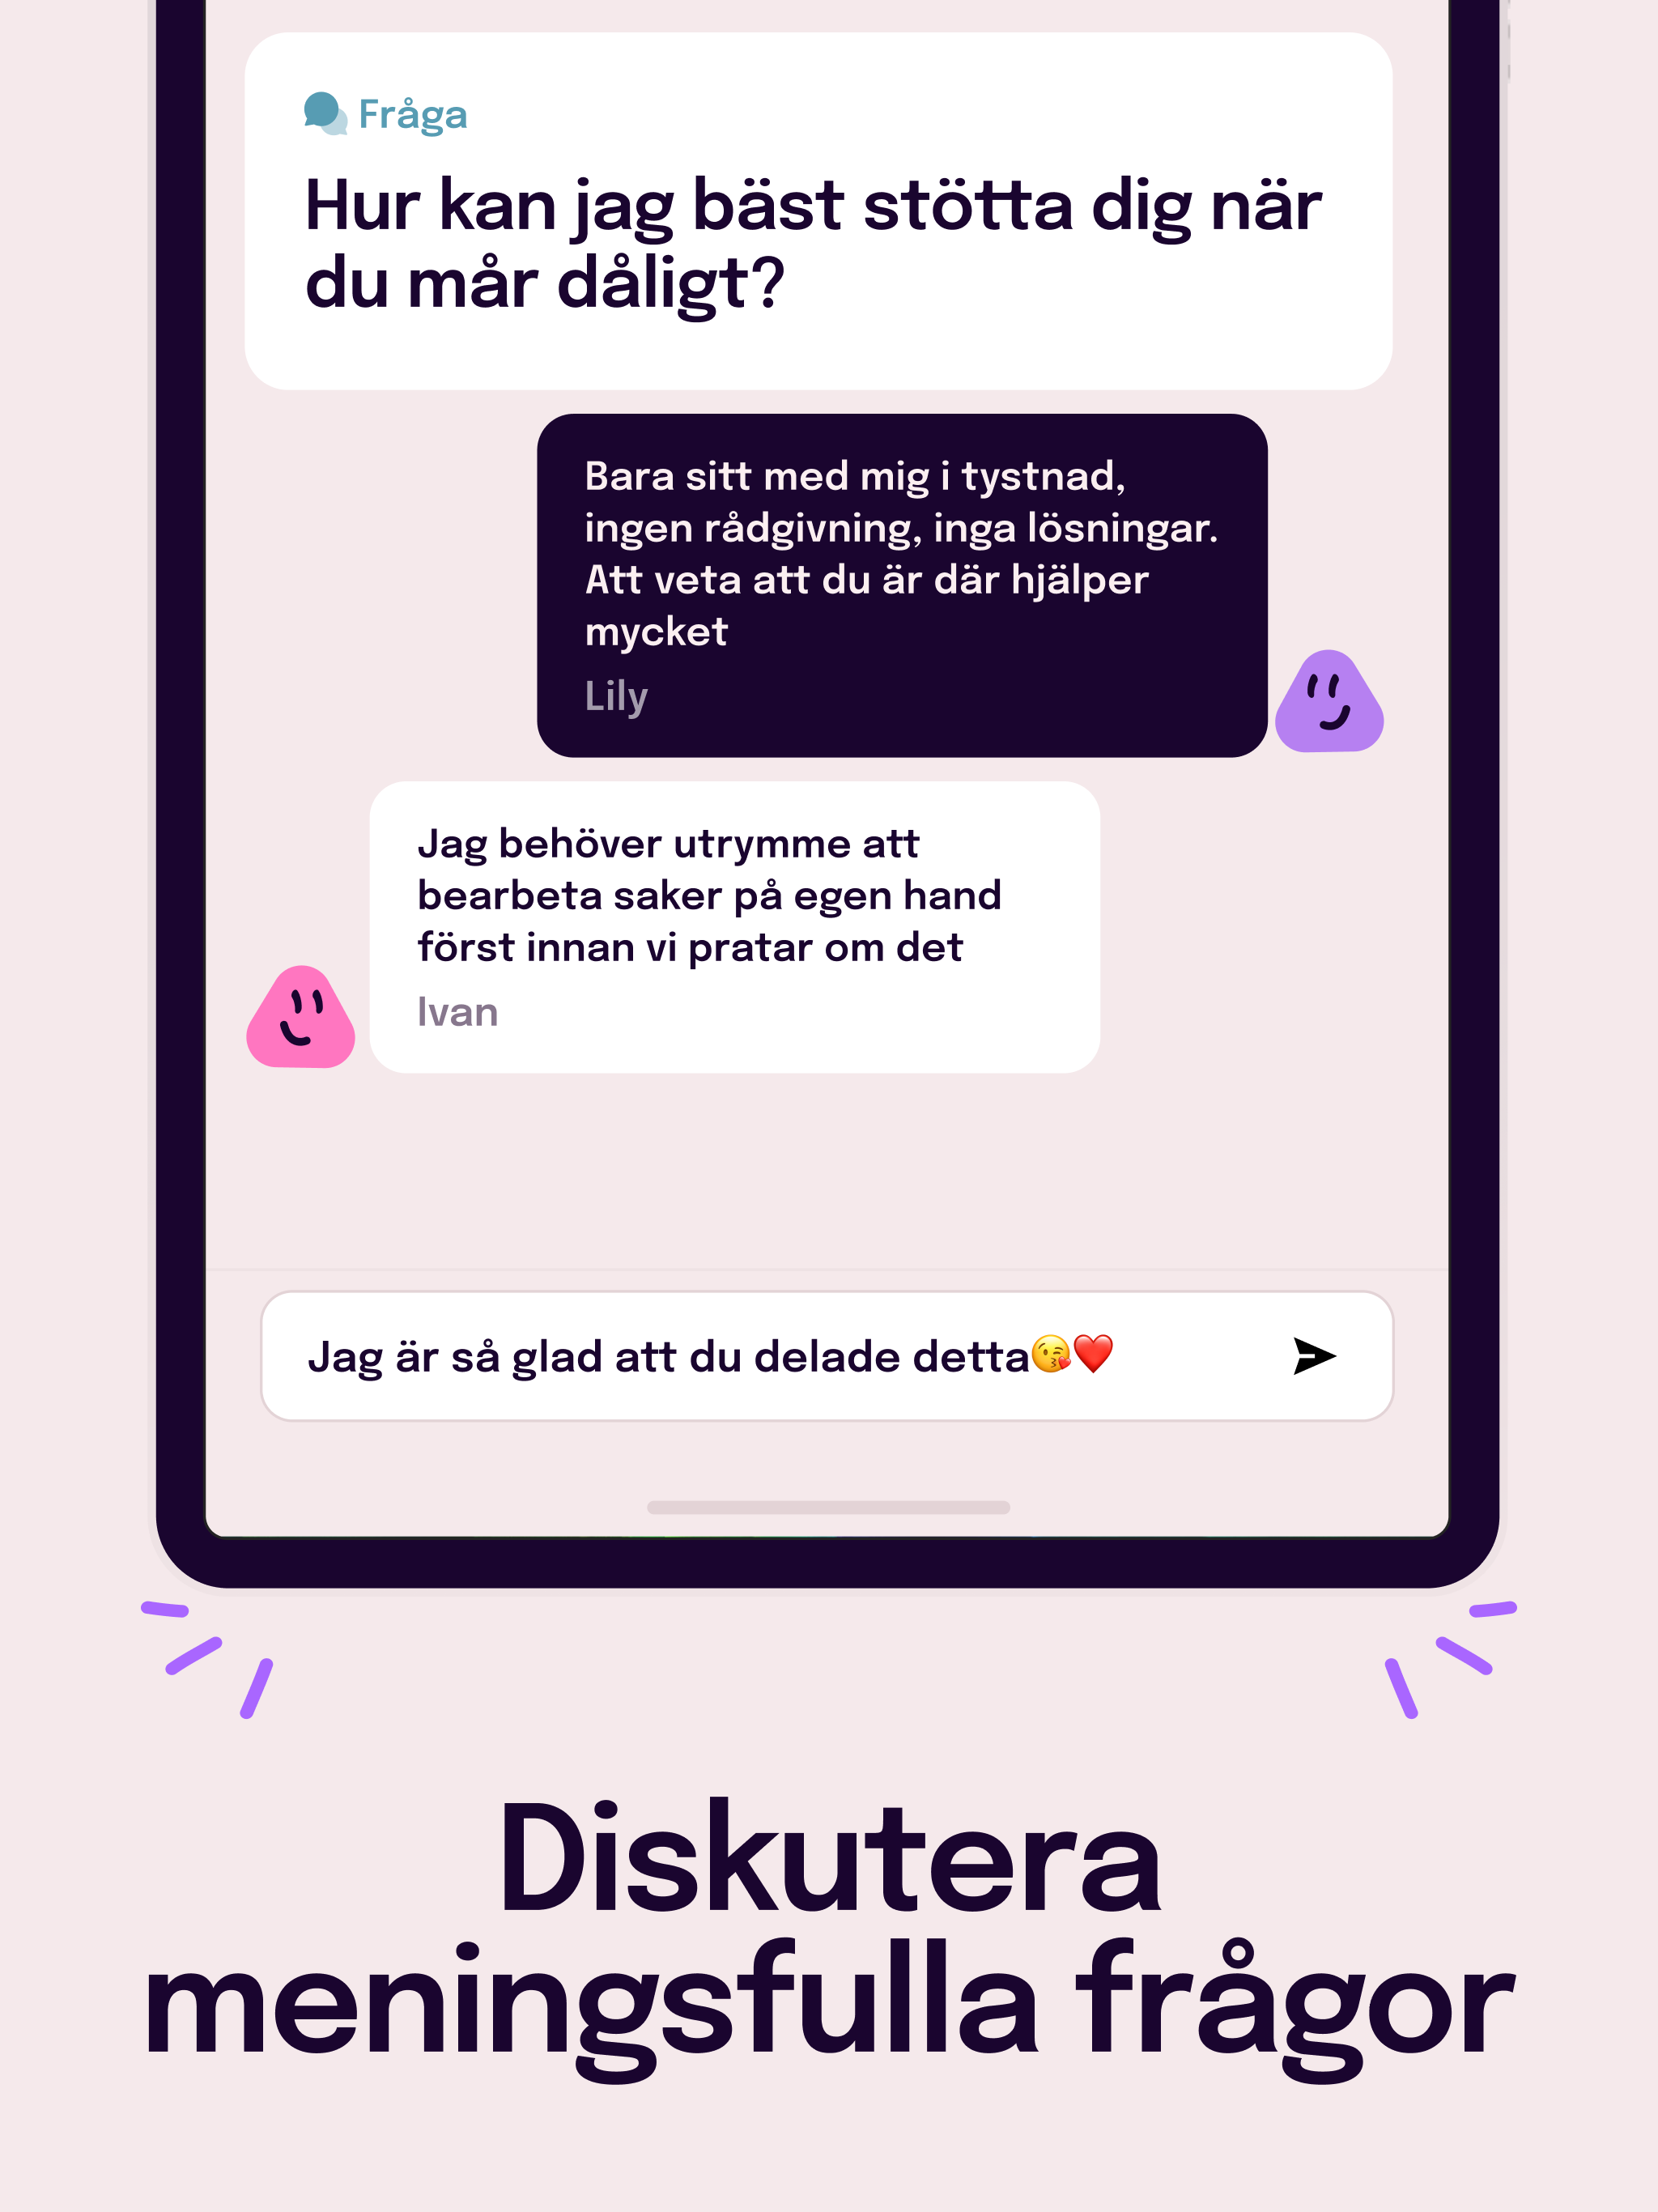 Fråga
Hur kan jag bäst stötta dig när
du mår dåligt?
Bara sitt med mig i tystnad,
ingen rådgivning, inga lösningar.
Att veta att du är där hjälper
mycket
Lily
Jag behöver utrymme att
bearbeta saker på egen hand
först innan vi pratar om det
Ivan
Jag är så glad att du delade detta😘❤️
Diskutera
meningsfulla frågor